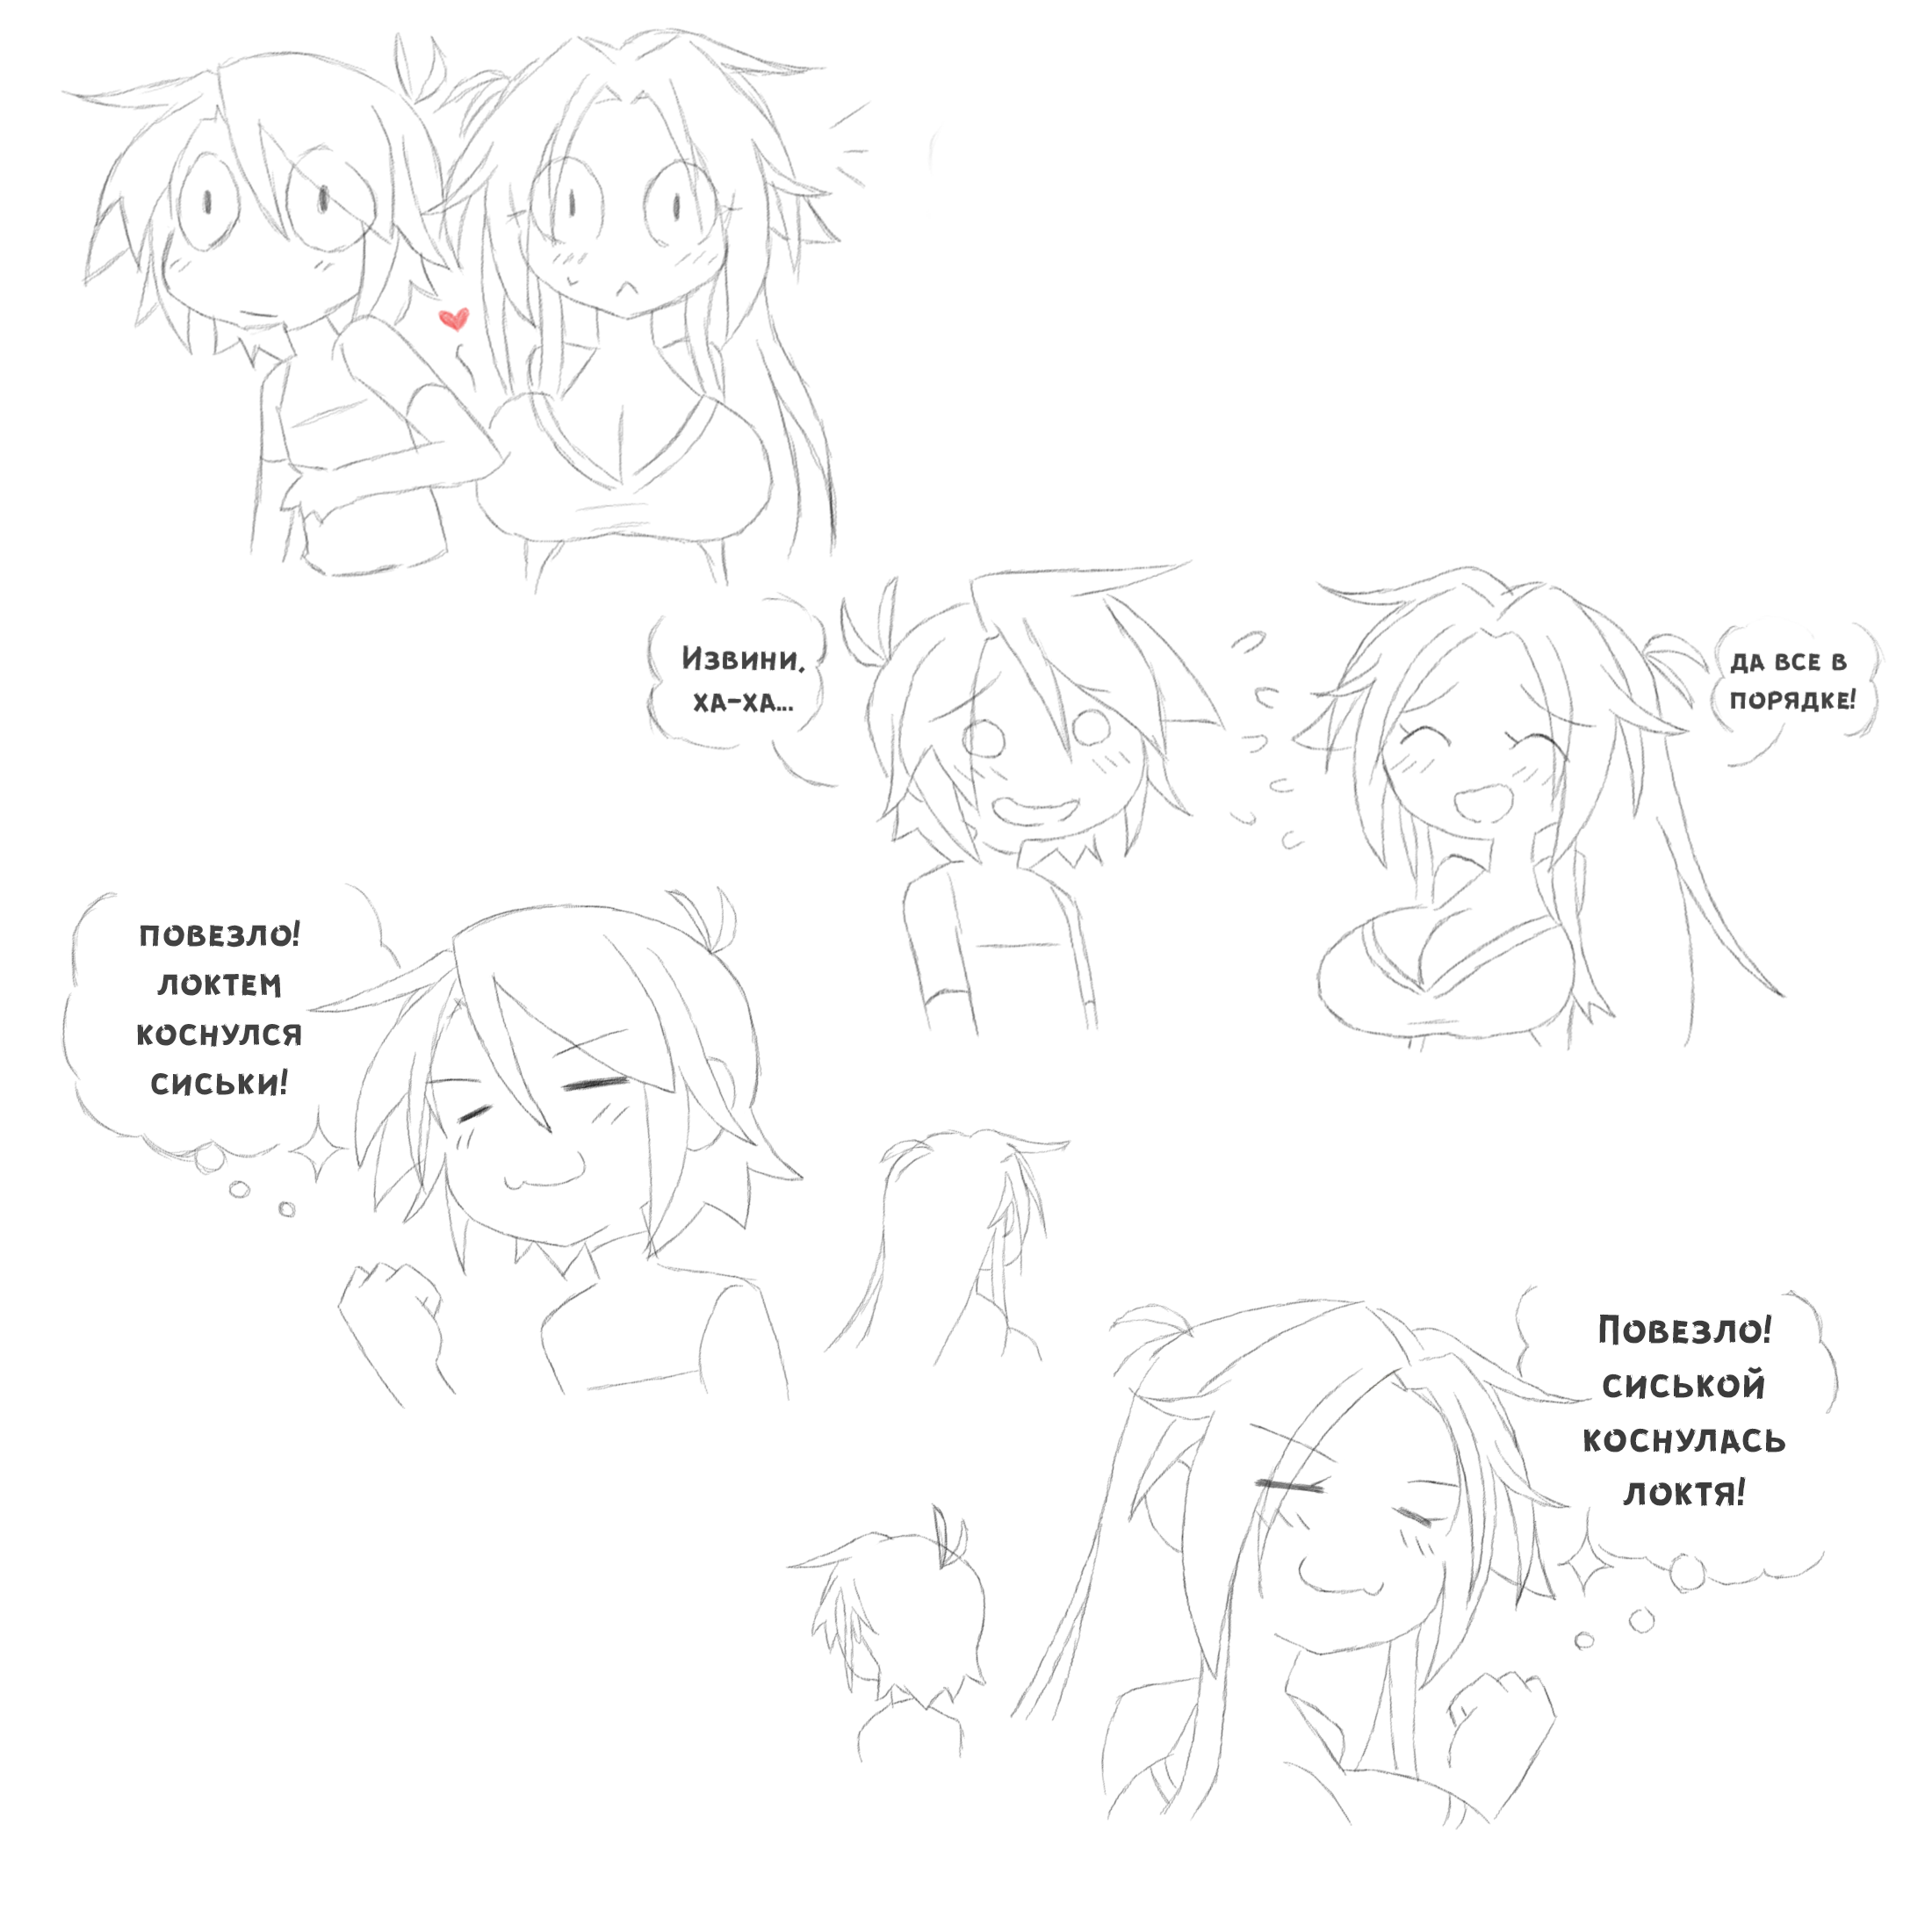 Извини,
ха-ха...
да все в
порядке!
повезло!
локтем
коснулся
сиськи!
Повезло!
сиськой
коснулась
локтя!